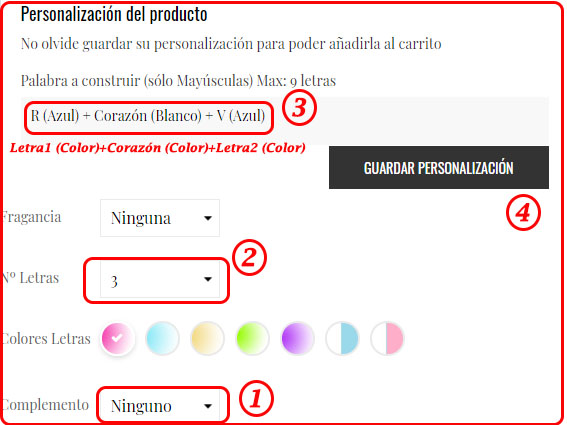 Personalización del producto
No olvide guardar su personalización para poder añadirla al carrito
Palabra a construir (sólo Mayúsculas) Max: 9 letras
R (Azul) + Corazón (Blanco) + V (Azul)
3
Letra1 (Color)+Corazón (Color)+Letra2 (Color)
GUARDAR PERSONALIZACIÓN
4
Fragancia Ninguna
2
Nº Letras 3
Colores Letras
Complemento Ninguno
1